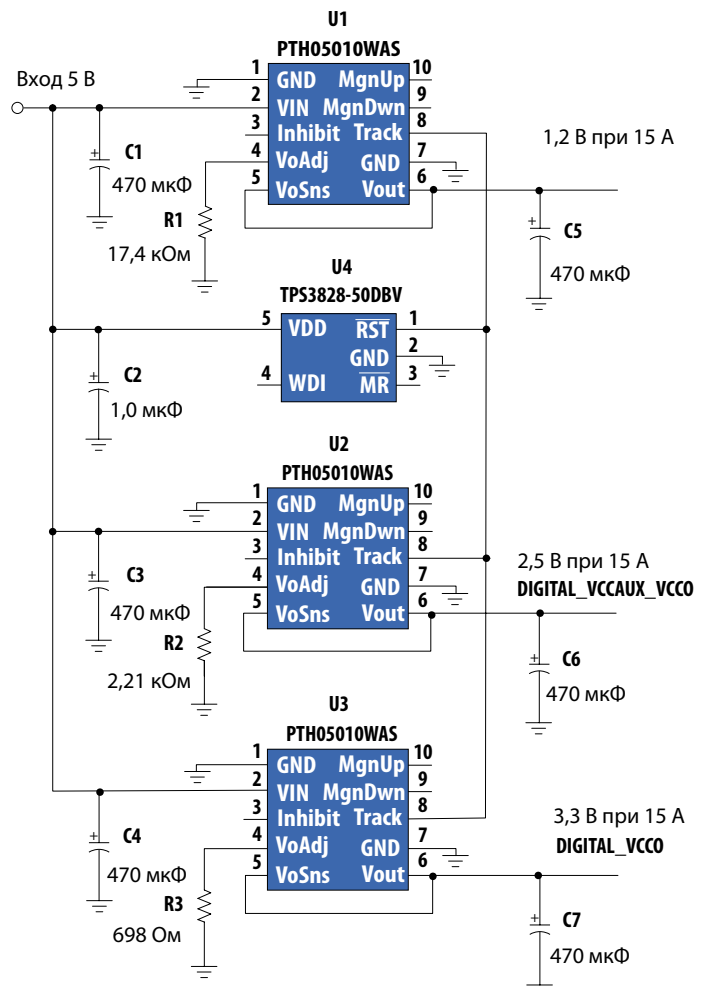 U1
PTH05010WAS
Вход 5 В
1 GND MgnUp 10
2 VIN MgnDwn 9
3 Inhibit Track 8
4 VoAdj GND 7
5 VoSns Vout 6
1,2 В при 15 А
+ C1
470 мкФ
R1
17,4 кОм
+ C5
470 мкФ
U4
TPS3828-50DBV
5 VDD RST 1
GND 2
4 WDI MR 3
+ C2
1,0 мкФ
U2
PTH05010WAS
1 GND MgnUp 10
2 VIN MgnDwn 9
3 Inhibit Track 8
4 VoAdj GND 7
5 VoSns Vout 6
2,5 В при 15 А
DIGITAL_VCCAUX_VCCO
+ C3
470 мкФ
R2
2,21 кОм
+ C6
470 мкФ
U3
PTH05010WAS
1 GND MgnUp 10
2 VIN MgnDwn 9
3 Inhibit Track 8
4 VoAdj GND 7
5 VoSns Vout 6
3,3 В при 15 А
DIGITAL_VCCO
+ C4
470 мкФ
R3
698 Ом
+ C7
470 мкФ